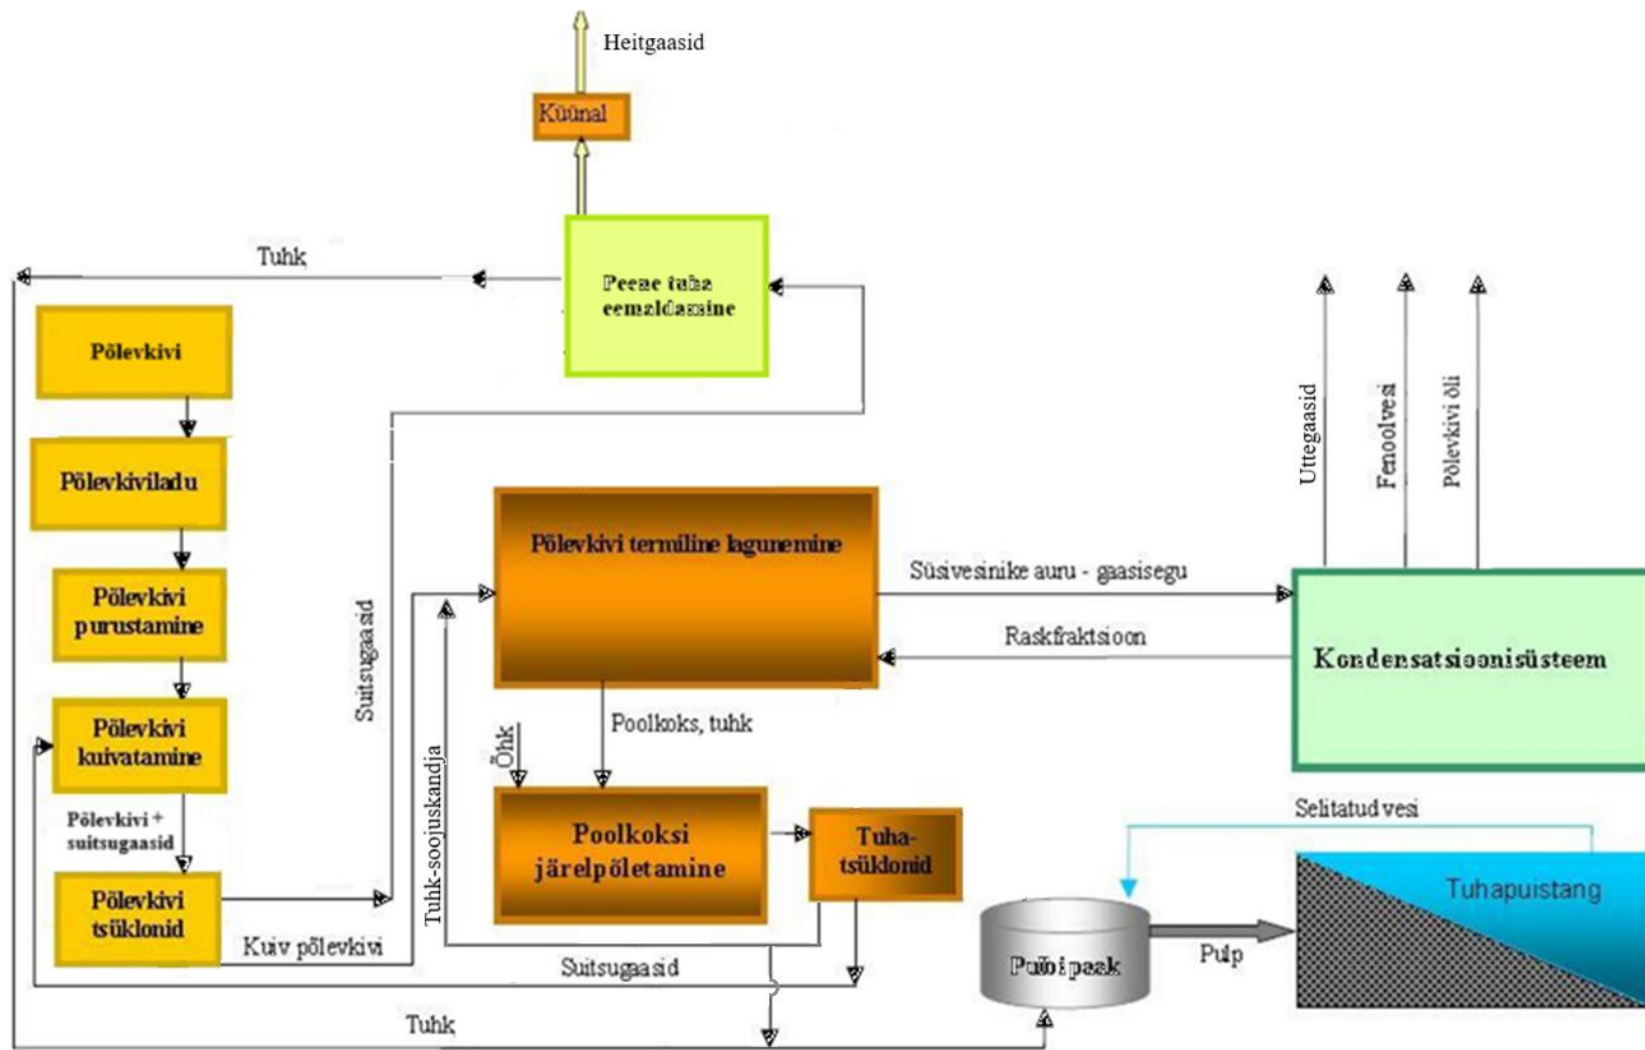 Heitgaasid
Küünal
Tuhk
Peene tuha
eemaldamine
Põlevkivi
Põlevkiviladu
Põlevkivi
purustamine
Põlevkivi
kuivatamine
Põlevkivi +
suitsugaasid
Põlevkivi
tsüklonid
Suitsugaasid
Kuiv põlevkivi
Tuhk-soojuskandja
Põlevkivi termiline lagunemine
Süsivesinike auru - gaasisegu
Raskfraktsioon
Uttegaasid
Fenoolvesi
Põlevkivi õli
Kondensatsioonisüsteem
Poolkoks, tuhk
Õhk
Poolkoksi
järelpõletamine
Tuha-
tsüklonid
Suitsugaasid
Tuhk
Selitatud vesi
Tuhapuistang
Pulp